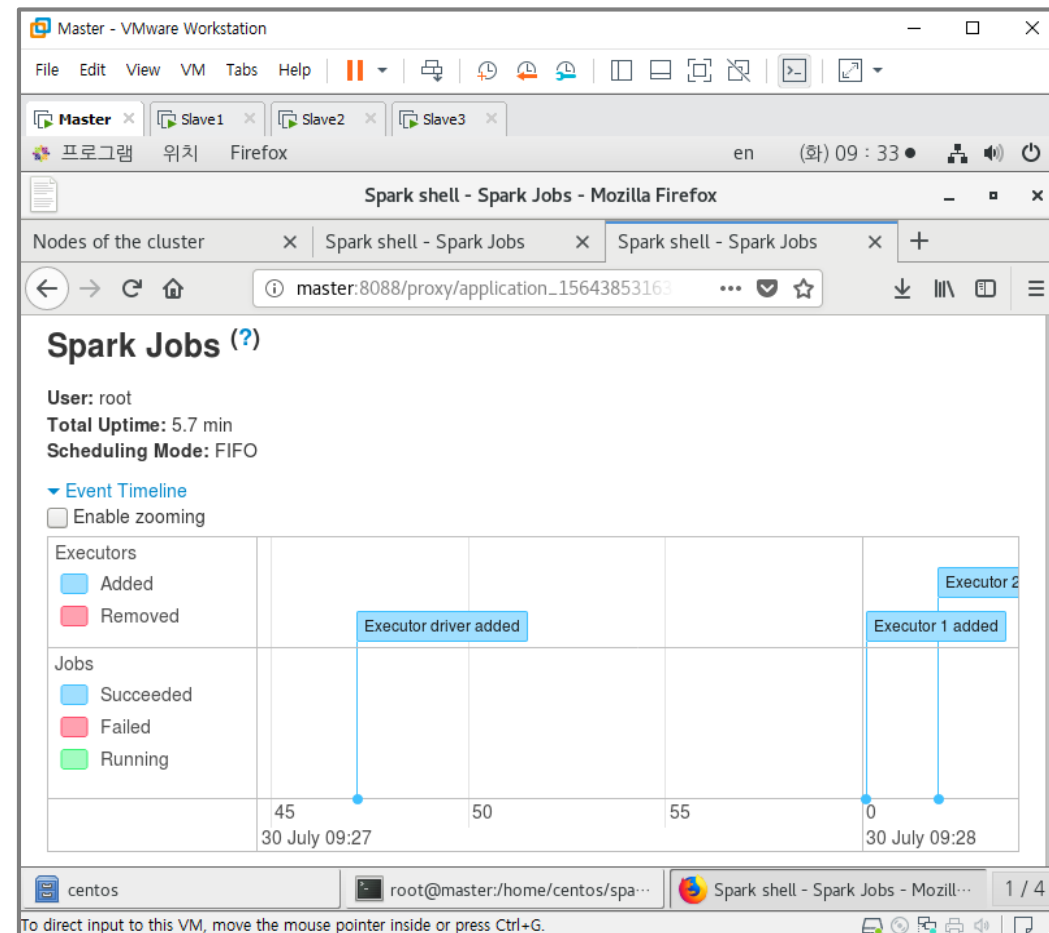 Master - VMware Workstation
File Edit View VM Tabs Help
Master Slave1 Slave2 Slave3
프로그램 위치 Firefox en (화) 09 : 33
Spark shell - Spark Jobs - Mozilla Firefox
Nodes of the cluster Spark shell - Spark Jobs Spark shell - Spark Jobs
master:8088/proxy/application_15643853163
Spark Jobs (?)
User: root
Total Uptime: 5.7 min
Scheduling Mode: FIFO
Event Timeline
Enable zooming
Executors
Added
Removed
Executor driver added
Executor 2
Executor 1 added
Jobs
Succeeded
Failed
Running
45 50 55 0
30 July 09:27 30 July 09:28
centos root@master:/home/centos/spa··· Spark shell - Spark Jobs - Mozill··· 1 / 4
To direct input to this VM, move the mouse pointer inside or press Ctrl+G.